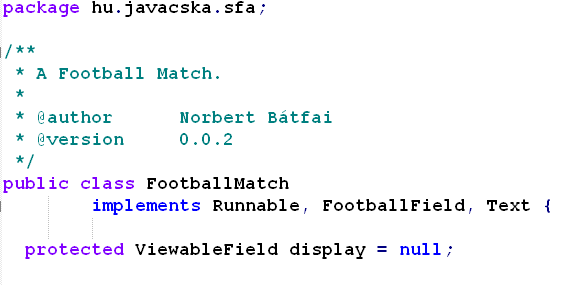 package hu.javacska.sfa;
/**
 * A Football Match.
 *
 * @author      Norbert Bátfai
 * @version     0.0.2
 */
public class FootballMatch
        implements Runnable, FootballField, Text {
  protected ViewableField display = null;